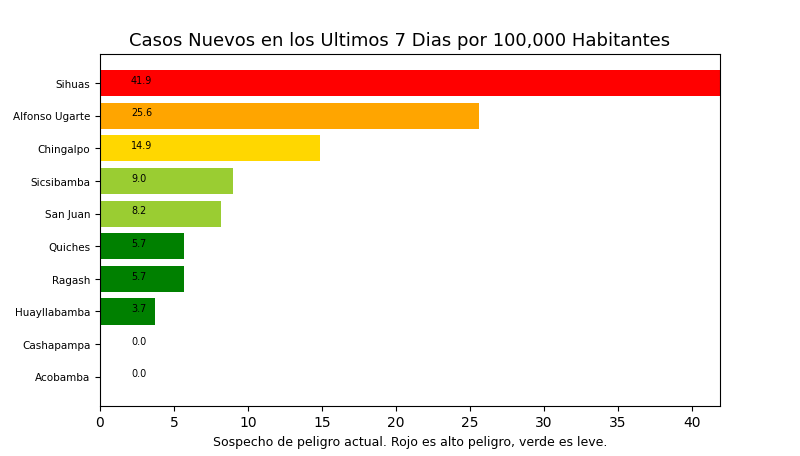 Casos Nuevos en los Ultimos 7 Dias por 100,000 Habitantes
Sihuas 41.9
Alfonso Ugarte 25.6
Chingalpo 14.9
Sicsibamba 9.0
San Juan 8.2
Quiches 5.7
Ragash 5.7
Huayllabamba 3.7
Cashapampa 0.0
Acobamba 0.0
0 5 10 15 20 25 30 35 40
Sospecho de peligro actual. Rojo es alto peligro, verde es leve.